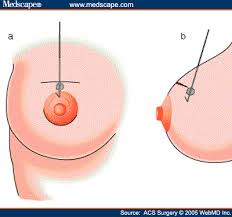 Medscape® www.medscape.com
a b
Source: ACS Surgery © 2005 WebMD Inc.